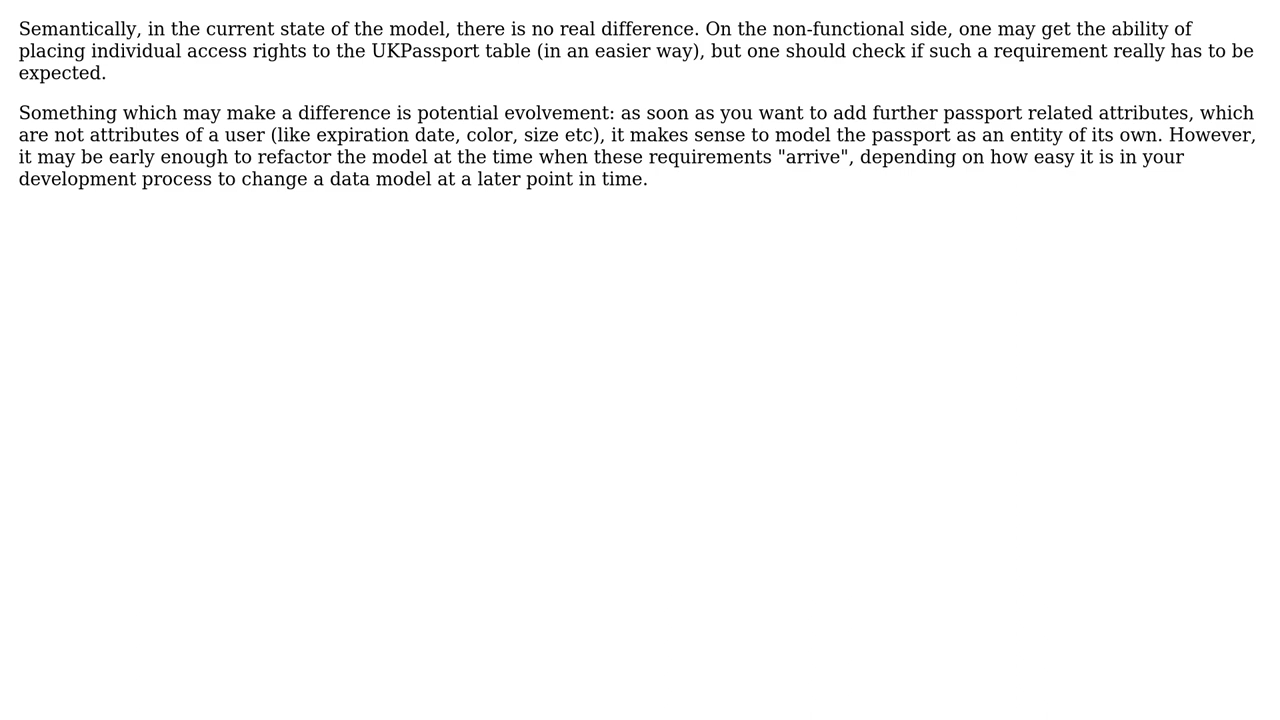 Semantically, in the current state of the model, there is no real difference. On the non-functional side, one may get the ability of
placing individual access rights to the UKPassport table (in an easier way), but one should check if such a requirement really has to be
expected.
Something which may make a difference is potential evolvement: as soon as you want to add further passport related attributes, which
are not attributes of a user (like expiration date, color, size etc), it makes sense to model the passport as an entity of its own. However,
it may be early enough to refactor the model at the time when these requirements "arrive", depending on how easy it is in your
development process to change a data model at a later point in time.